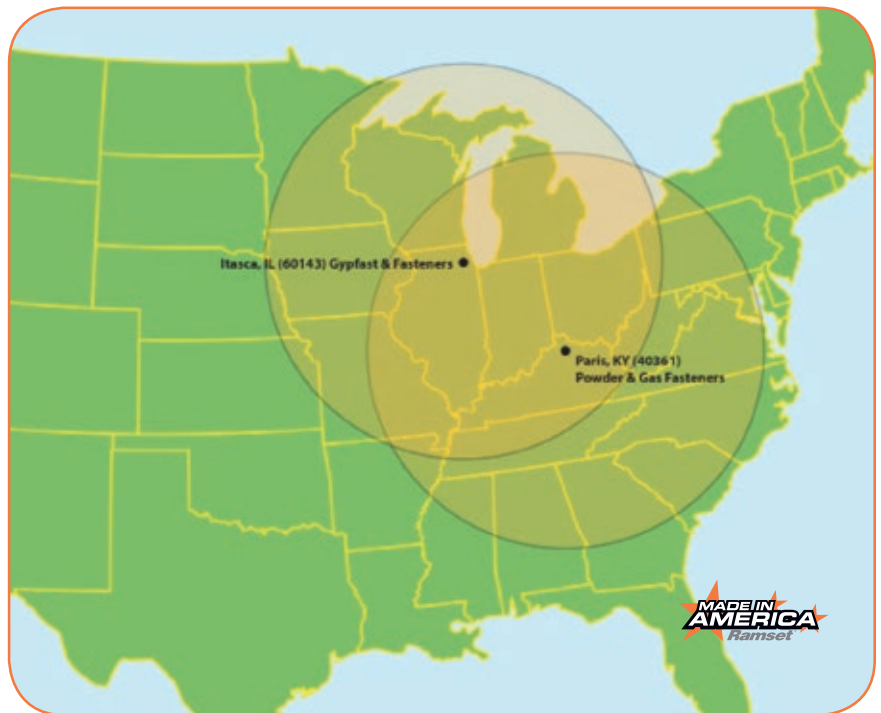 Itasca, IL (60143) Gypfast & Fasteners
Paris, KY (40361)
Powder & Gas Fasteners
MADE IN
AMERICA
Ramset